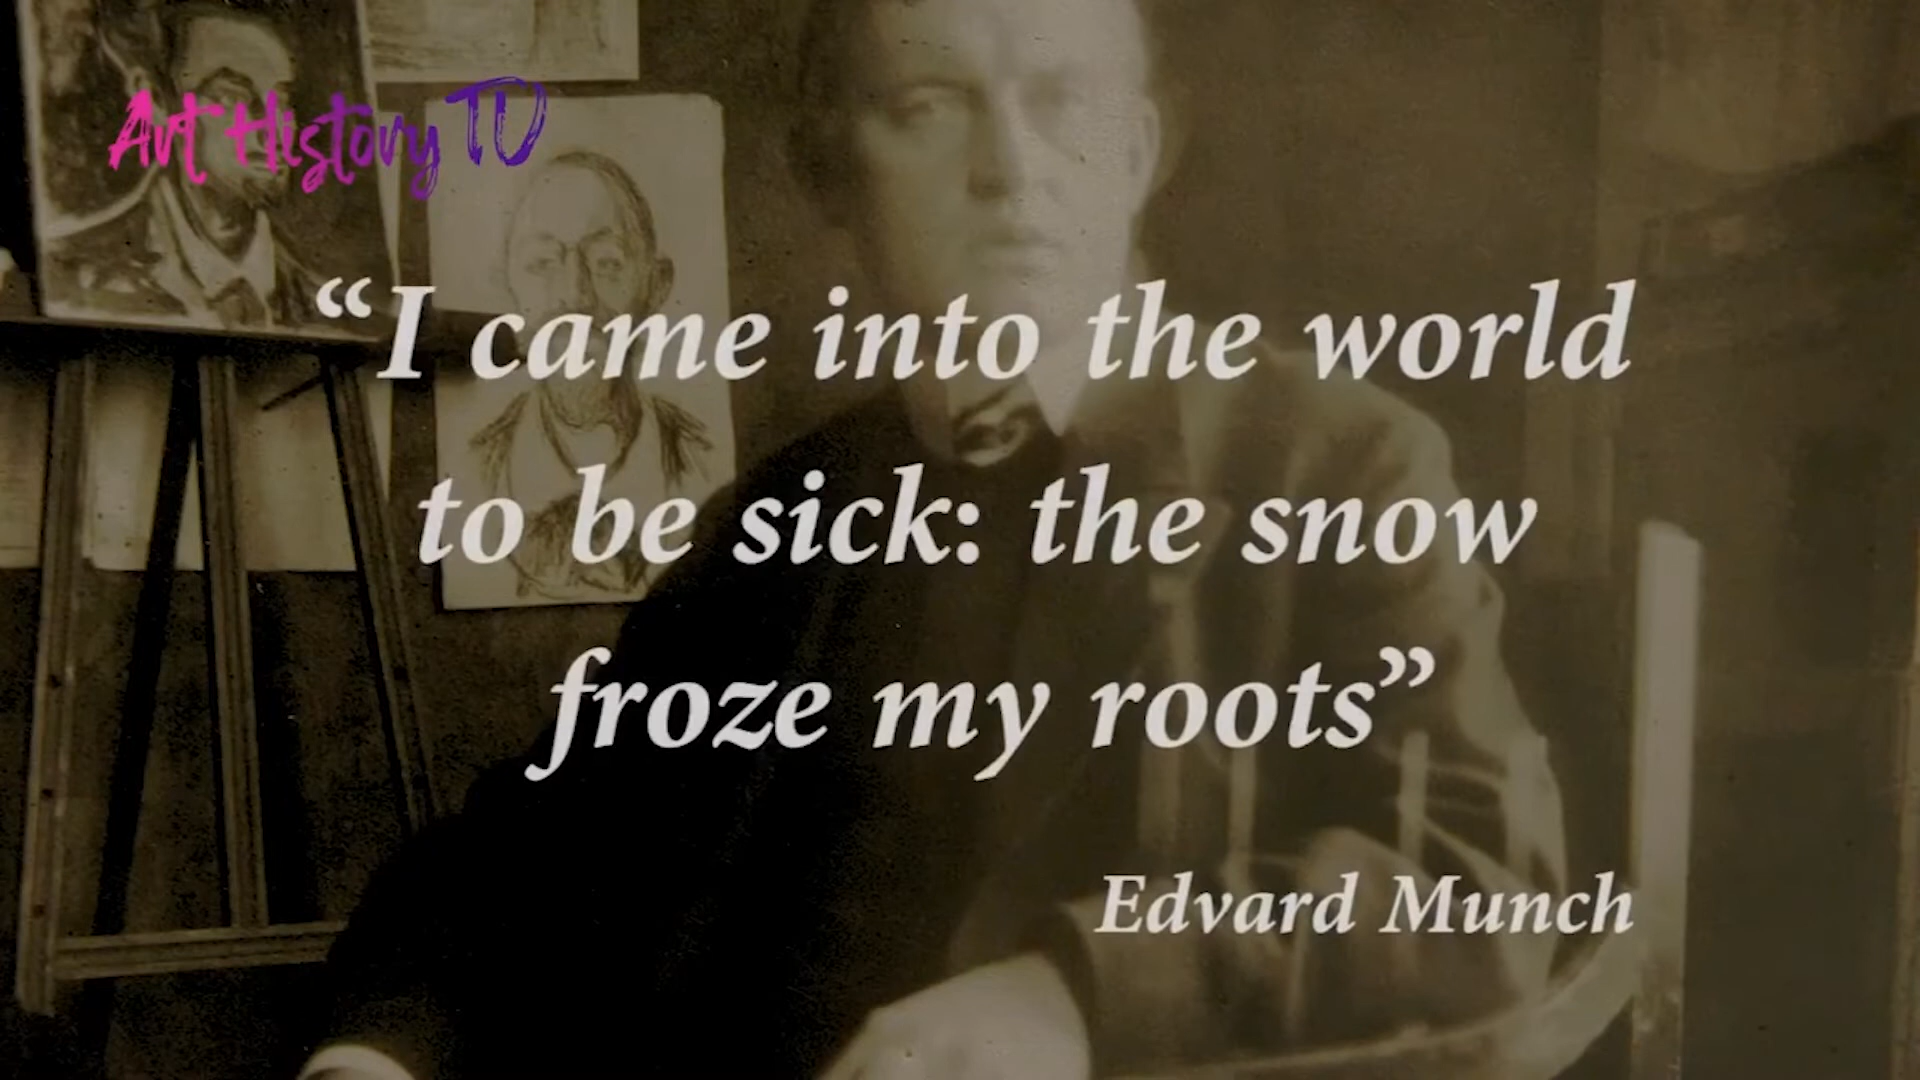 Art History TV
“I came into the world
to be sick: the snow
froze my roots”
Edvard Munch